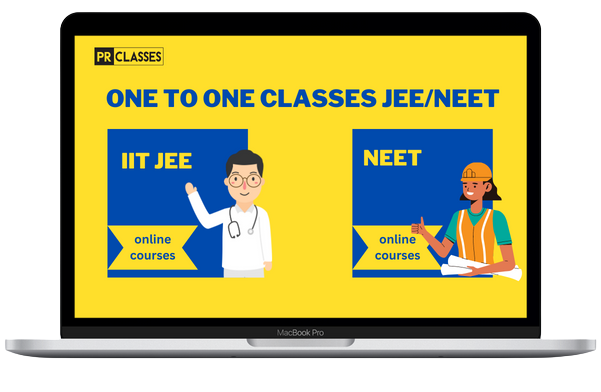 PR CLASSES
ONE TO ONE CLASSES JEE/NEET
IIT JEE
online
courses
NEET
online
courses
MacBook Pro